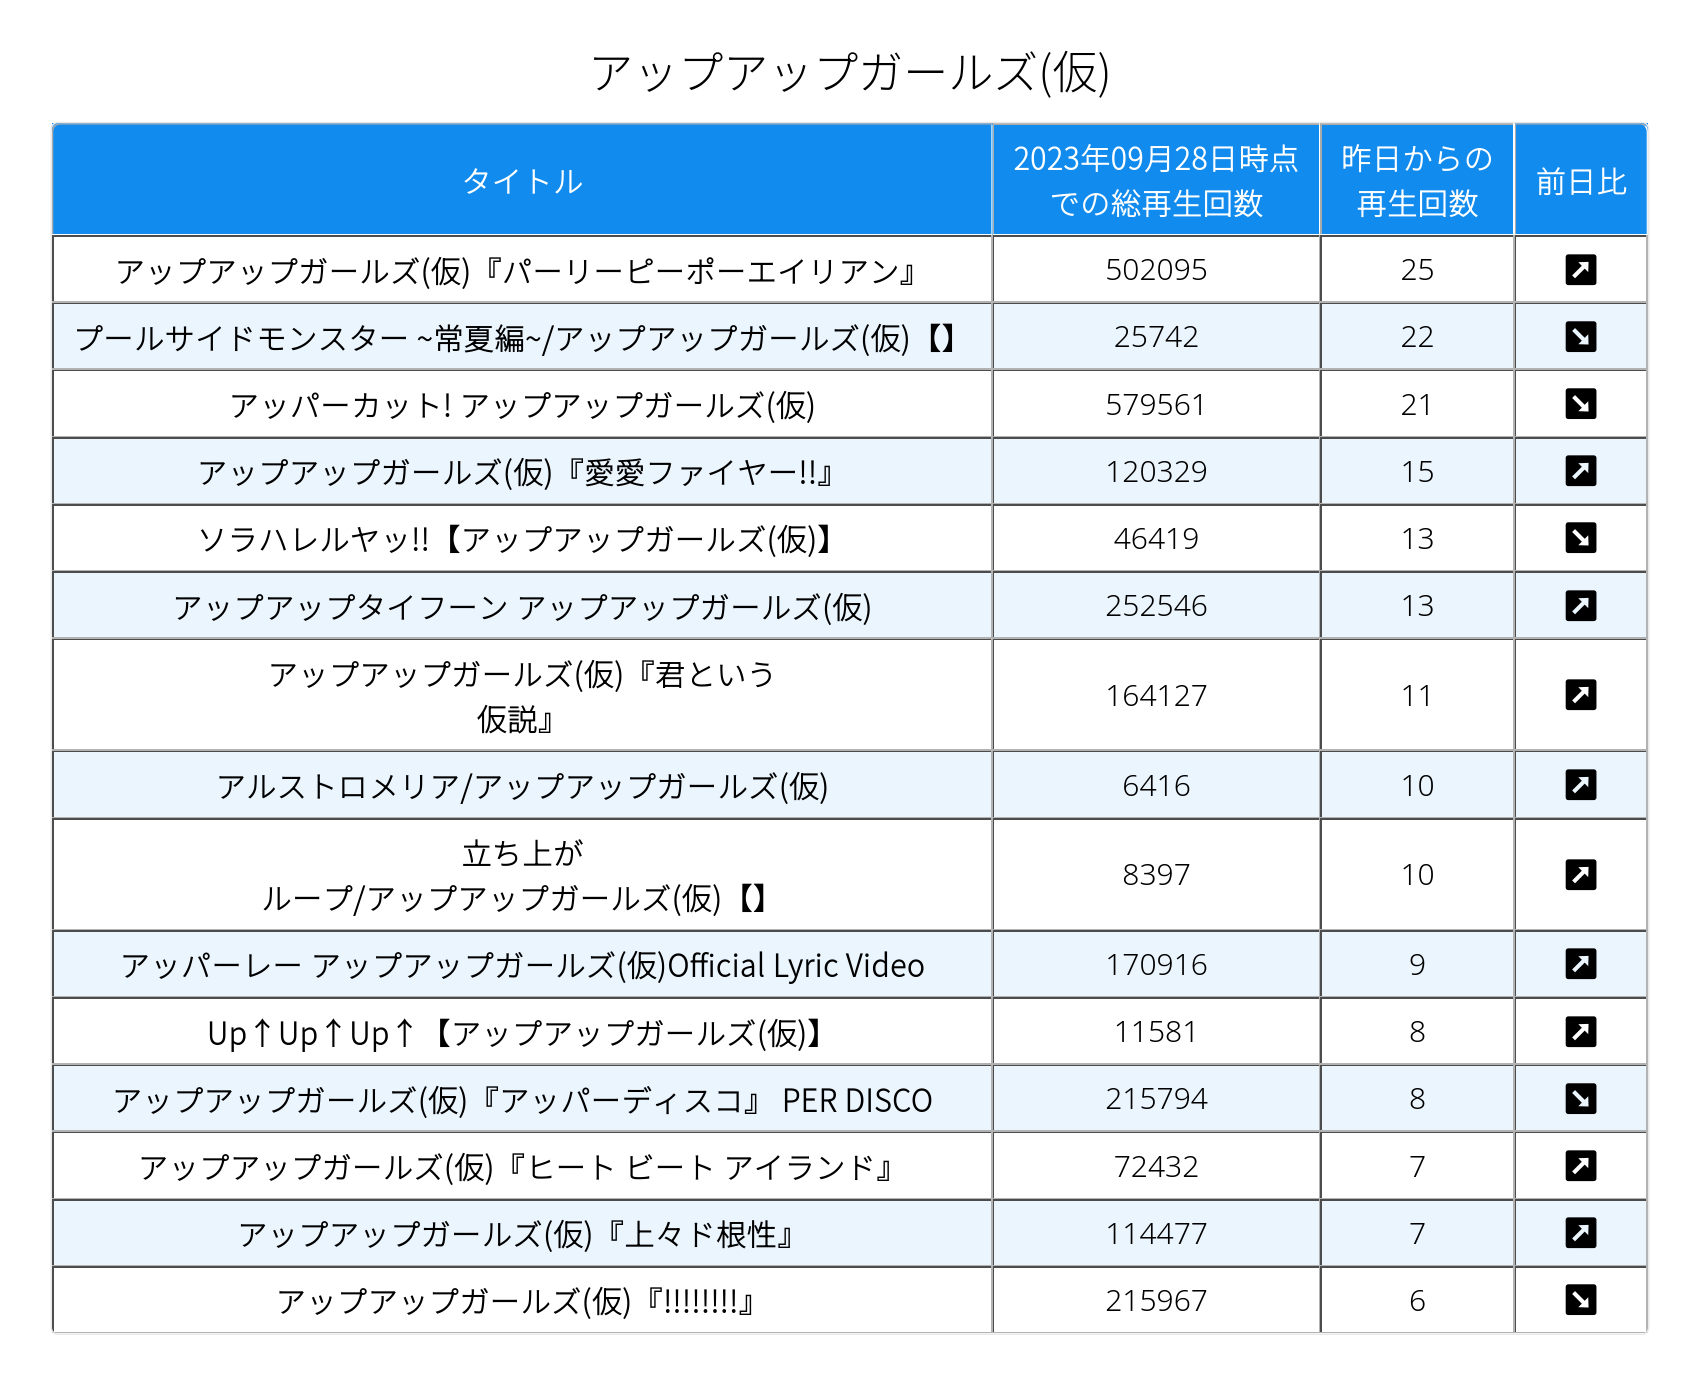 アップアップガールズ(仮)
タイトル 2023年09月28日時点
での総再生回数 昨日からの
再生回数 前日比
アップアップガールズ(仮)『パーリーピーポーエイリアン』 502095 25
プールサイドモンスター ~常夏編~/アップアップガールズ(仮)【】 25742 22
アッパーカット! アップアップガールズ(仮) 579561 21
アップアップガールズ(仮)『愛愛ファイヤー!!』 120329 15
ソラハレルヤッ!!【アップアップガールズ(仮)】 46419 13
アップアップタイフーン アップアップガールズ(仮) 252546 13
アップアップガールズ(仮)『君という
仮説』 164127 11
アルストロメリア/アップアップガールズ(仮) 6416 10
立ち上が
ループ/アップアップガールズ(仮)【】 8397 10
アッパーレー アップアップガールズ(仮)Official Lyric Video 170916 9
Up↑Up↑Up↑【アップアップガールズ(仮)】 11581 8
アップアップガールズ(仮)『アッパーディスコ』 PER DISCO 215794 8
アップアップガールズ(仮)『ヒート ビート アイランド』 72432 7
アップアップガールズ(仮)『上々ド根性』 114477 7
アップアップガールズ(仮)『!!!!!!!!』 215967 6